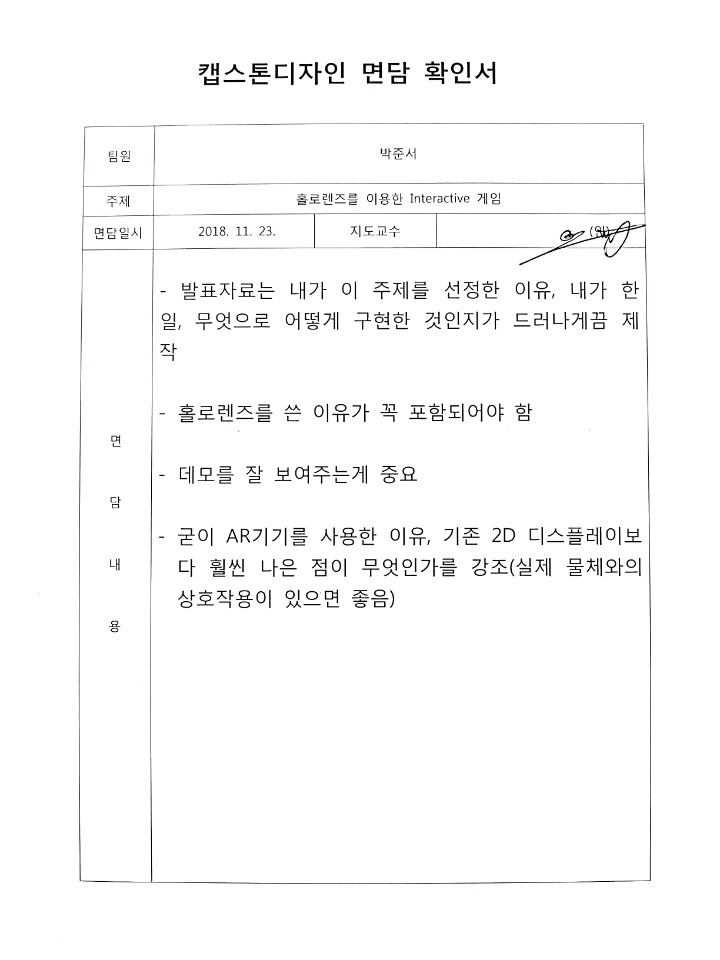 캡스톤디자인 면담 확인서
팀원 박준서
주제 홀로렌즈를 이용한 Interactive 게임
면담일시 2018. 11. 23. 지도교수 (인)
- 발표자료는 내가 이 주제를 선정한 이유, 내가 한
일, 무엇으로 어떻게 구현한 것인지가 드러나게끔 제
작
- 홀로렌즈를 쓴 이유가 꼭 포함되어야 함
- 데모를 잘 보여주는게 중요
- 굳이 AR기기를 사용한 이유, 기존 2D 디스플레이보
다 훨씬 나은 점이 무엇인가를 강조(실제 물체와의
상호작용이 있으면 좋음)
면
담
내
용